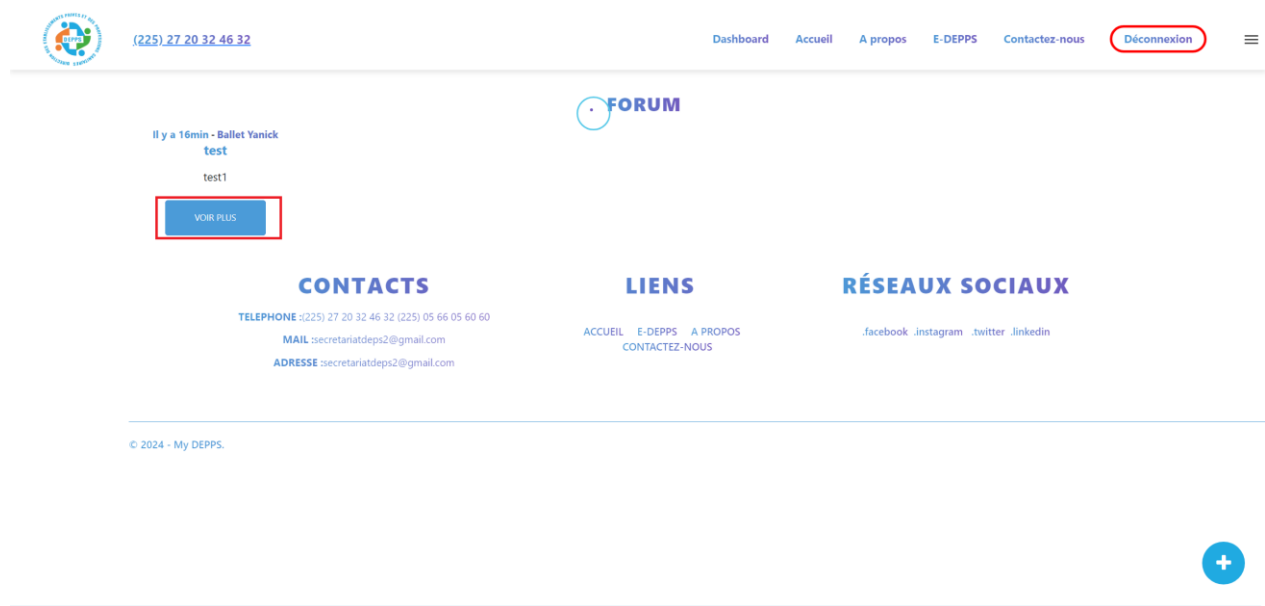 DEPPS
(225) 27 20 32 46 32
Dashboard Accueil A propos E-DEPPS Contactez-nous Déconnexion
FORUM
Il y a 16min - Ballet Yanick
test
test1
VOIR PLUS
CONTACTS
TELEPHONE :(225) 27 20 32 46 32 (225) 05 66 05 60 60
MAIL :secretariatdeps2@gmail.com
ADRESSE :secretariatdeps2@gmail.com
LIENS
ACCUEIL E-DEPPS A PROPOS
CONTACTEZ-NOUS
RÉSEAUX SOCIAUX
.facebook .instagram .twitter .linkedin
© 2024 - My DEPPS.